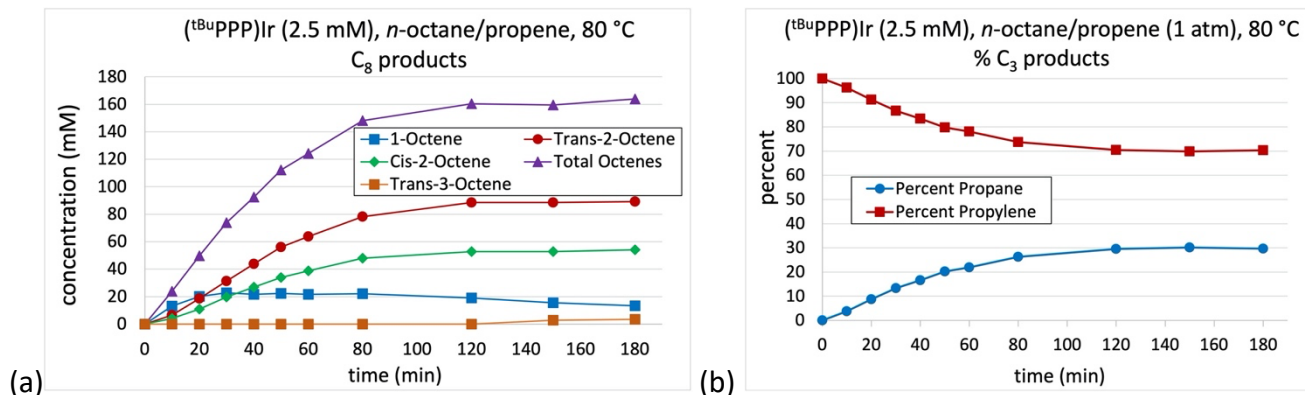 (ᵗᴮᵘPPP)Ir (2.5 mM), n-octane/propene, 80 °C
C₈ products
concentration (mM)
180
160
140
120
100
80
60
40
20
0
1-Octene
Trans-2-Octene
Cis-2-Octene
Total Octenes
Trans-3-Octene
0 20 40 60 80 100 120 140 160 180
time (min)
(a)
(ᵗᴮᵘPPP)Ir (2.5 mM), n-octane/propene (1 atm), 80 °C
% C₃ products
percent
100
90
80
70
60
50
40
30
20
10
0
Percent Propane
Percent Propylene
0 20 40 60 80 100 120 140 160 180
time (min)
(b)